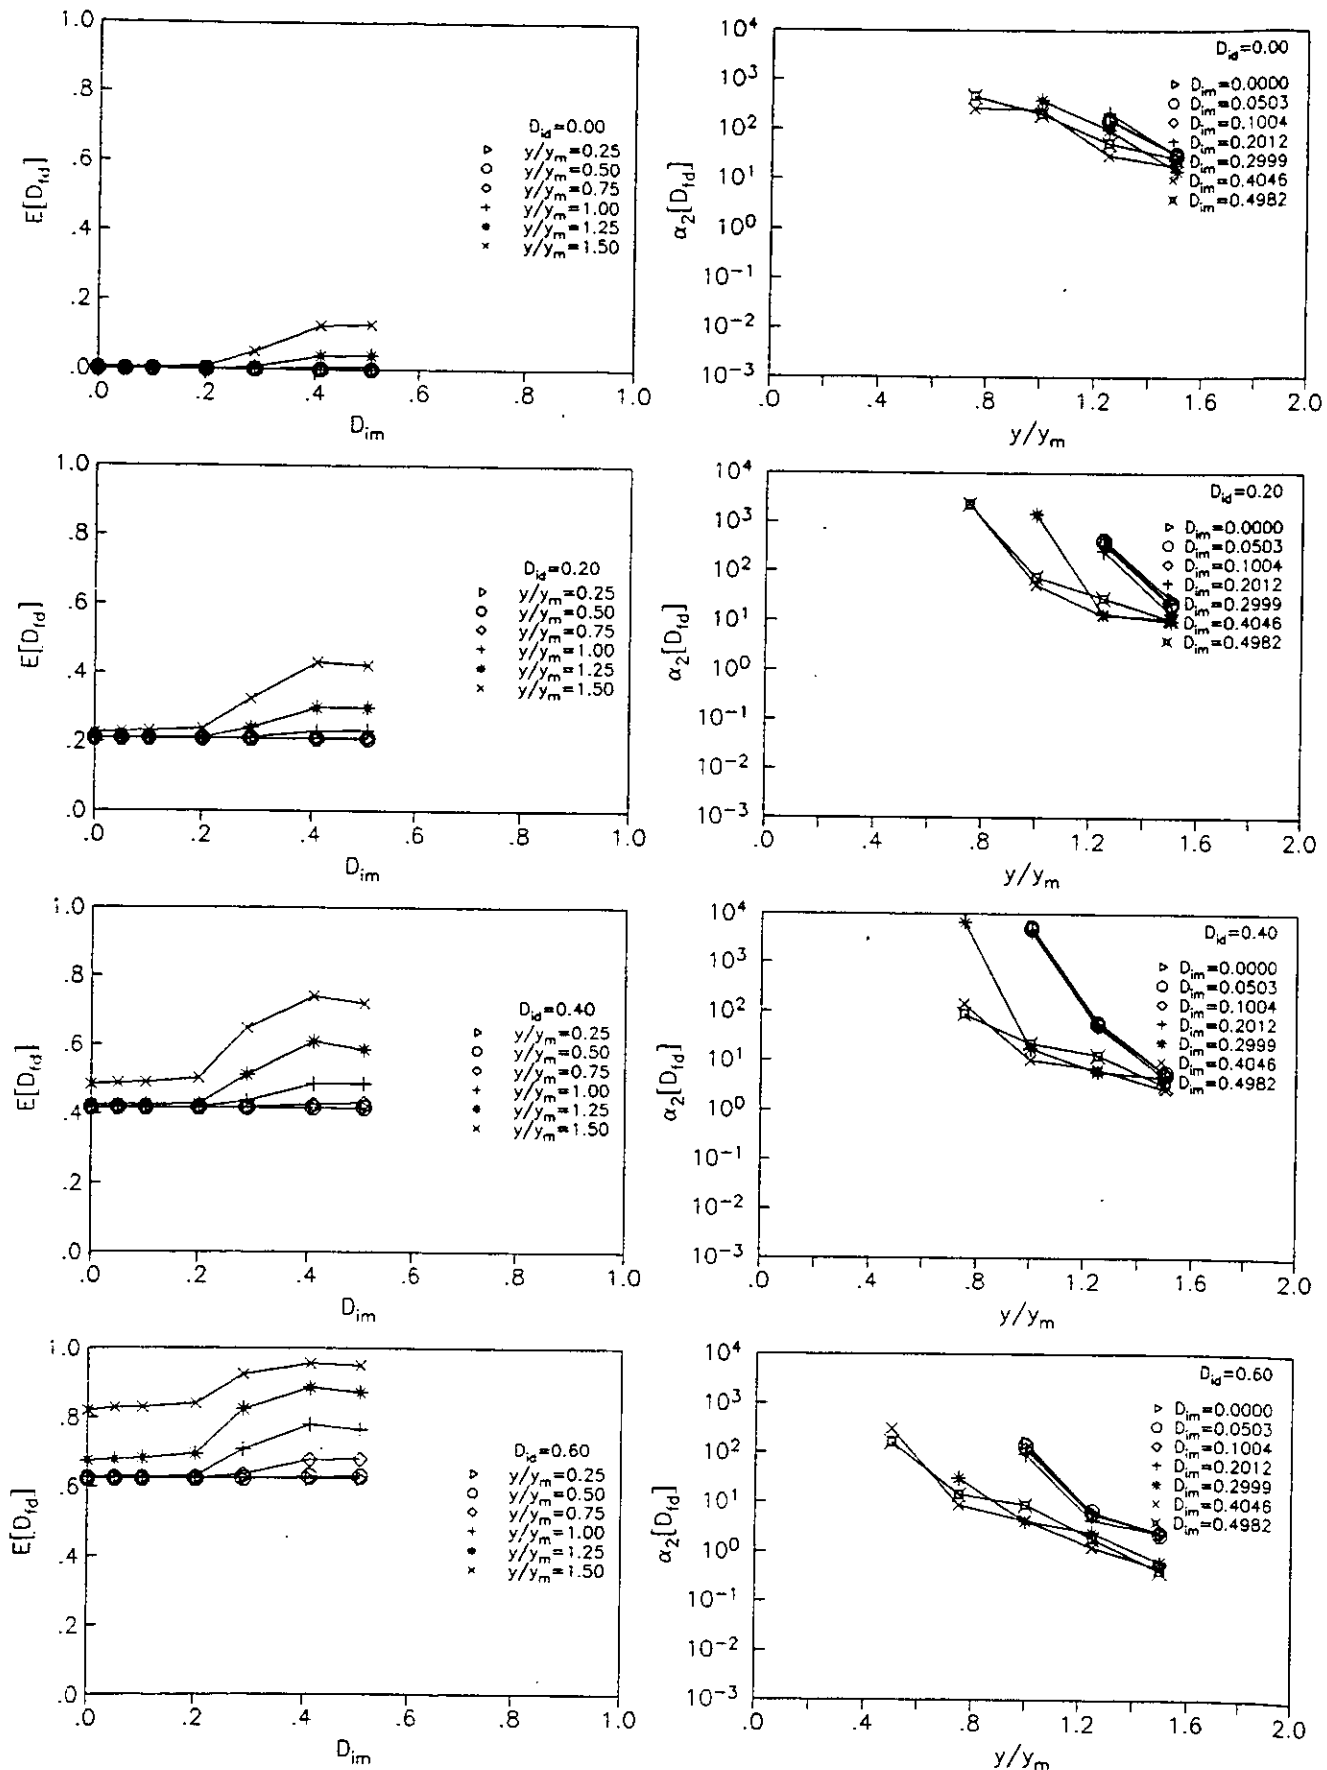 1.0
.8
.6
.4
.2
.0
E[D_fd]
D_id=0.00
y/y_m=0.25
y/y_m=0.50
y/y_m=0.75
y/y_m=1.00
y/y_m=1.25
y/y_m=1.50
.0 .2 .4 .6 .8 1.0
D_im
10^4
10^3
10^2
10^1
10^0
10^-1
10^-2
10^-3
α_2[D_fd]
D_id=0.00
D_im=0.0000
D_im=0.0503
D_im=0.1004
D_im=0.2012
D_im=0.2999
D_im=0.4046
D_im=0.4982
.0 .4 .8 1.2 1.6 2.0
y/y_m
1.0
.8
.6
.4
.2
.0
E[D_fd]
D_id=0.20
y/y_m=0.25
y/y_m=0.50
y/y_m=0.75
y/y_m=1.00
y/y_m=1.25
y/y_m=1.50
.0 .2 .4 .6 .8 1.0
D_im
10^4
10^3
10^2
10^1
10^0
10^-1
10^-2
10^-3
α_2[D_fd]
D_id=0.20
D_im=0.0000
D_im=0.0503
D_im=0.1004
D_im=0.2012
D_im=0.2999
D_im=0.4046
D_im=0.4982
.0 .4 .8 1.2 1.6 2.0
y/y_m
1.0
.8
.6
.4
.2
.0
E[D_fd]
D_id=0.40
y/y_m=0.25
y/y_m=0.50
y/y_m=0.75
y/y_m=1.00
y/y_m=1.25
y/y_m=1.50
.0 .2 .4 .6 .8 1.0
D_im
10^4
10^3
10^2
10^1
10^0
10^-1
10^-2
10^-3
α_2[D_fd]
D_id=0.40
D_im=0.0000
D_im=0.0503
D_im=0.1004
D_im=0.2012
D_im=0.2999
D_im=0.4046
D_im=0.4982
.0 .4 .8 1.2 1.6 2.0
y/y_m
1.0
.8
.6
.4
.2
.0
E[D_fd]
D_id=0.60
y/y_m=0.25
y/y_m=0.50
y/y_m=0.75
y/y_m=1.00
y/y_m=1.25
y/y_m=1.50
.0 .2 .4 .6 .8 1.0
D_im
10^4
10^3
10^2
10^1
10^0
10^-1
10^-2
10^-3
α_2[D_fd]
D_id=0.60
D_im=0.0000
D_im=0.0503
D_im=0.1004
D_im=0.2012
D_im=0.2999
D_im=0.4046
D_im=0.4982
.0 .4 .8 1.2 1.6 2.0
y/y_m